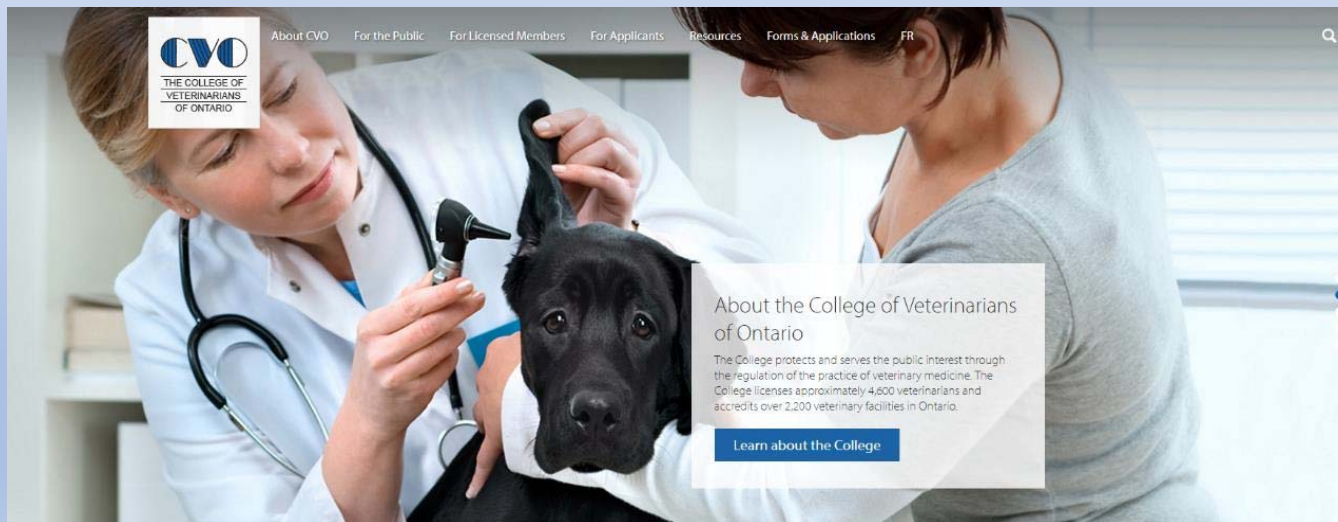 CVO
THE COLLEGE OF
VETERINARIANS
OF ONTARIO
About CVO For the Public For Licensed Members For Applicants Resources Forms & Applications FR
About the College of Veterinarians
of Ontario
The College protects and serves the public interest through
the regulation of the practice of veterinary medicine. The
College licenses approximately 4,600 veterinarians and
accredits over 2,200 veterinary facilities in Ontario.
Learn about the College